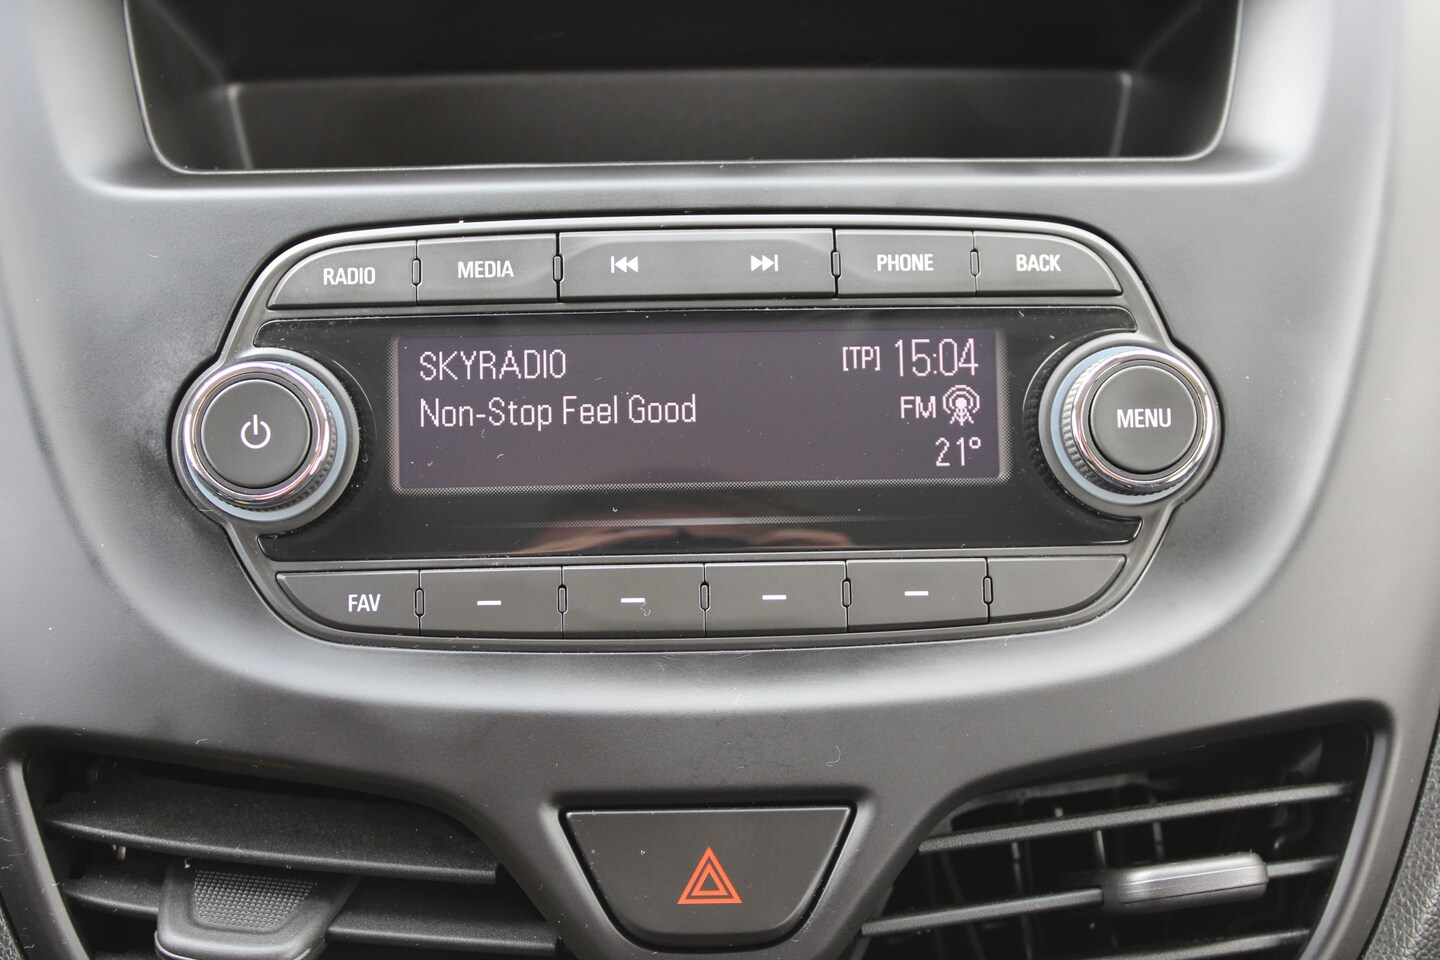 RADIO MEDIA PHONE BACK
SKYRADIO [TP] 15:04
Non-Stop Feel Good FM
21°
MENU
FAV